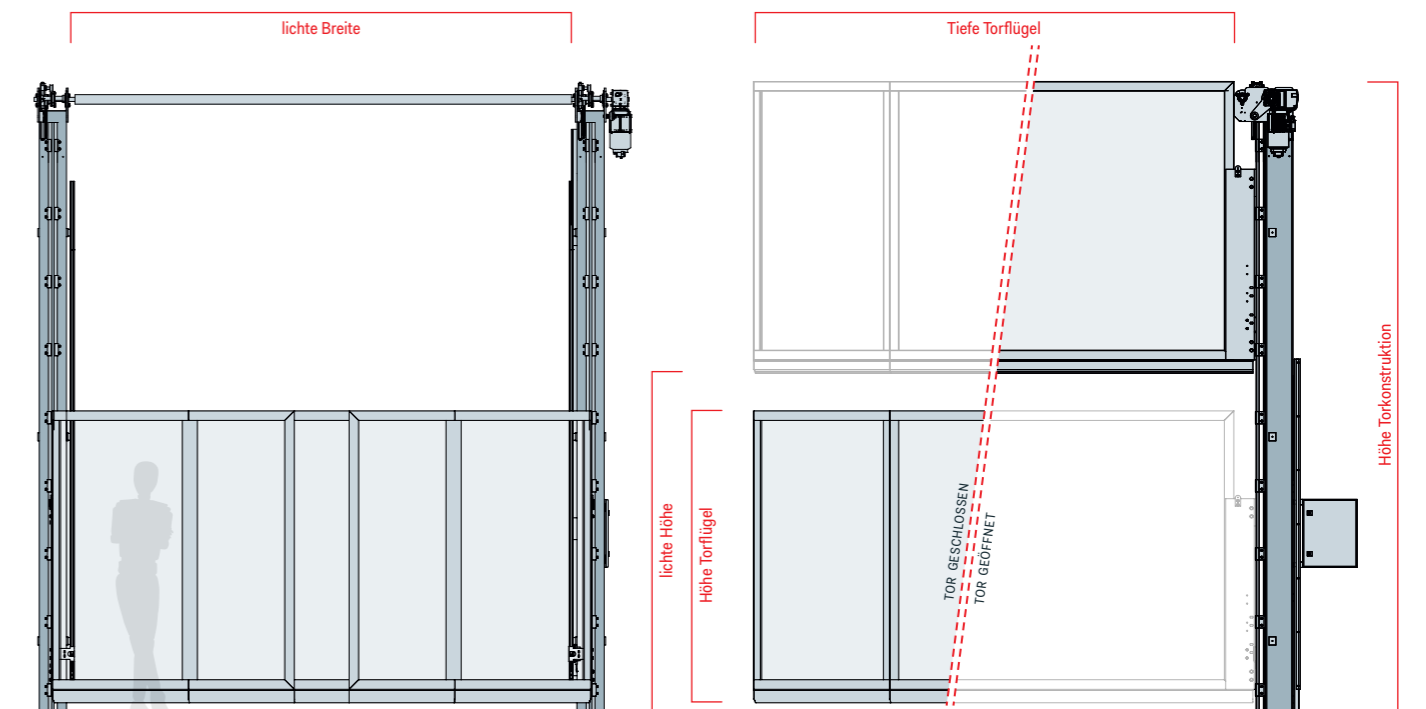 lichte Breite
Tiefe Torflügel
Höhe Torkonstruktion
lichte Höhe
Höhe Torflügel
TOR GESCHLOSSEN
TOR GEÖFFNET